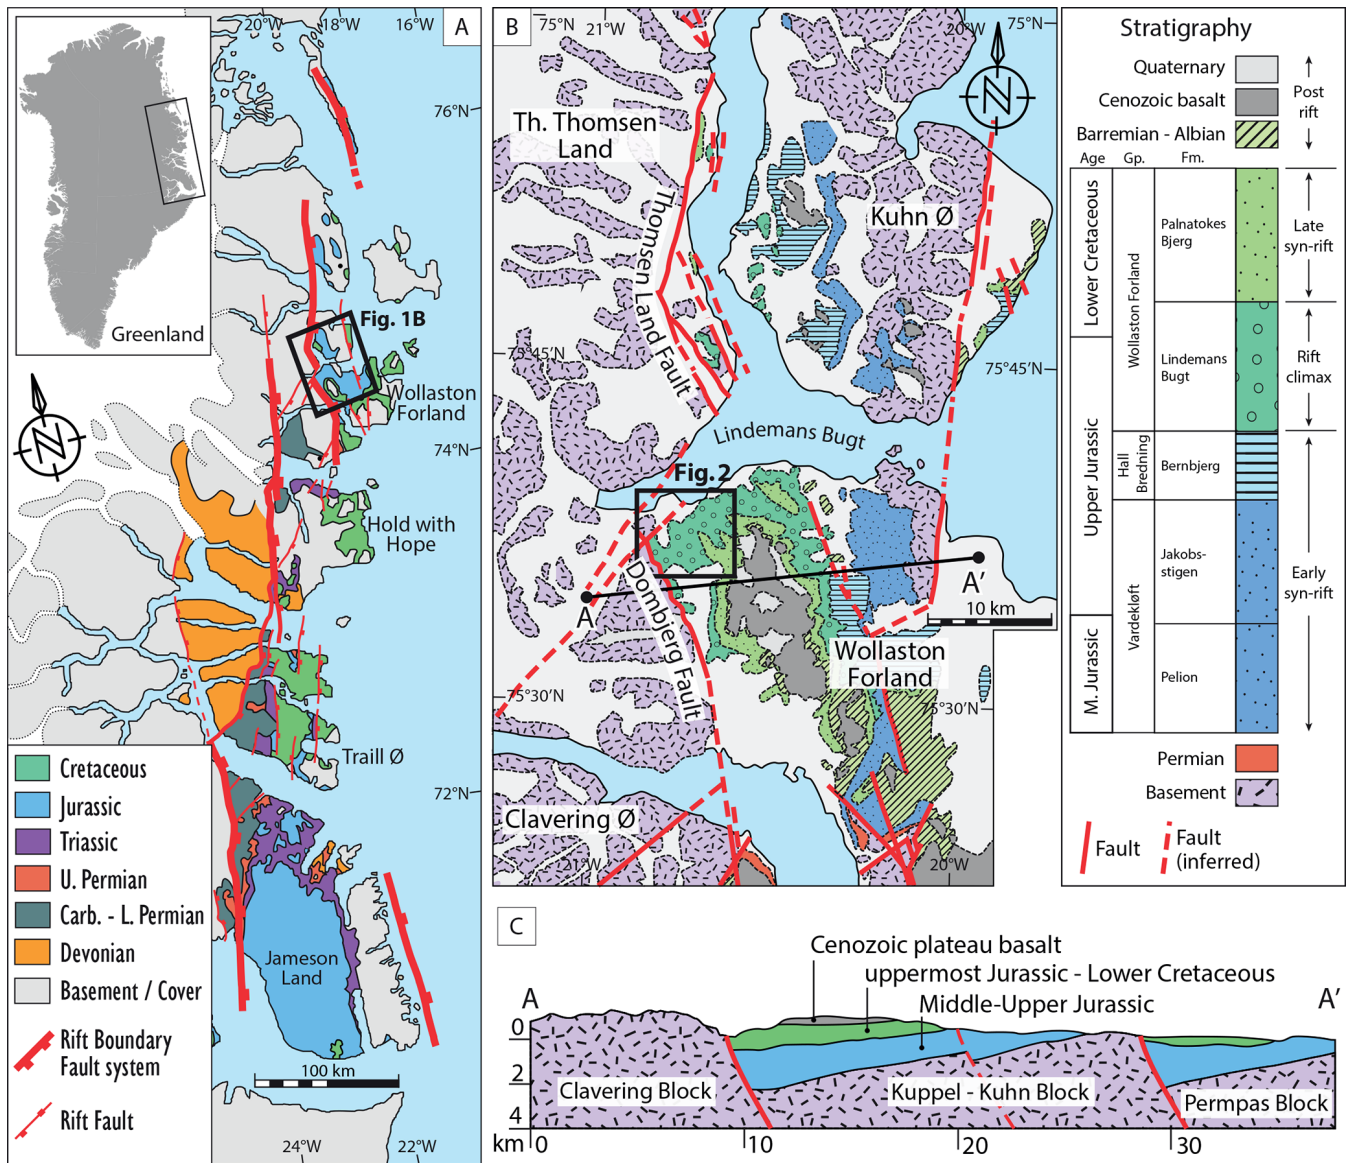 20°W
18°W
16°W
A
76°N
Greenland
Fig. 1B
Wollaston
Forland
N
74°N
Hold with
Hope
Traill Ø
72°N
Cretaceous
Jurassic
Triassic
U. Permian
Carb. - L. Permian
Devonian
Basement / Cover
Rift Boundary
Fault system
Rift Fault
Jameson
Land
100 km
24°W
22°W
B
75°N
21°W
20°W
75°N
N
Th. Thomsen
Land
Kuhn Ø
Thomsen Land Fault
75°45'N
75°45'N
Lindemans Bugt
Fig.2
A
A'
10 km
Dombjerg Fault
Wollaston
Forland
75°30'N
75°30'N
Clavering Ø
21°W
20°W
Stratigraphy
Quaternary
Cenozoic basalt
Barremian - Albian
Post
rift
Age
Gp.
Fm.
Lower Cretaceous
Upper Jurassic
M. Jurassic
Wollaston Forland
Hall
Bredning
Vardekløft
Palnatokes
Bjerg
Lindemans
Bugt
Bernbjerg
Jakobs-
stigen
Pelion
Late
syn-rift
Rift
climax
Early
syn-rift
Permian
Basement
Fault
Fault
(inferred)
C
Cenozoic plateau basalt
uppermost Jurassic - Lower Cretaceous
Middle-Upper Jurassic
A
A'
0
2
4
km
Clavering Block
Kuppel - Kuhn Block
Permpas Block
0
10
20
30